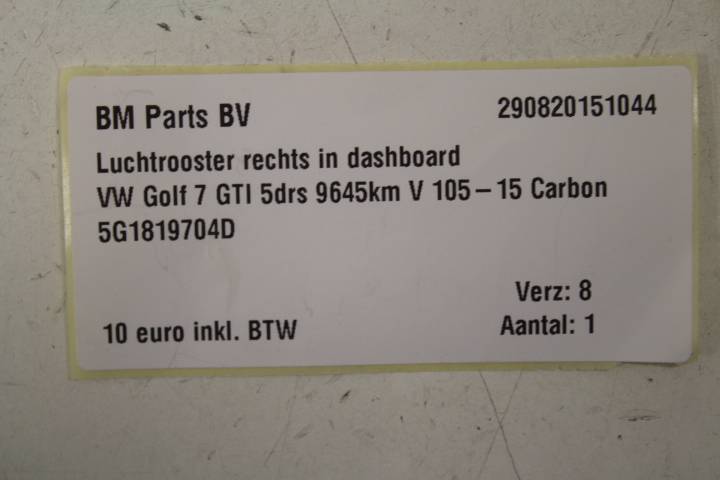 BM Parts BV 290820151044
Luchtrooster rechts in dashboard
VW Golf 7 GTI 5drs 9645km V 105 – 15 Carbon
5G1819704D
Verz: 8
10 euro inkl. BTW Aantal: 1